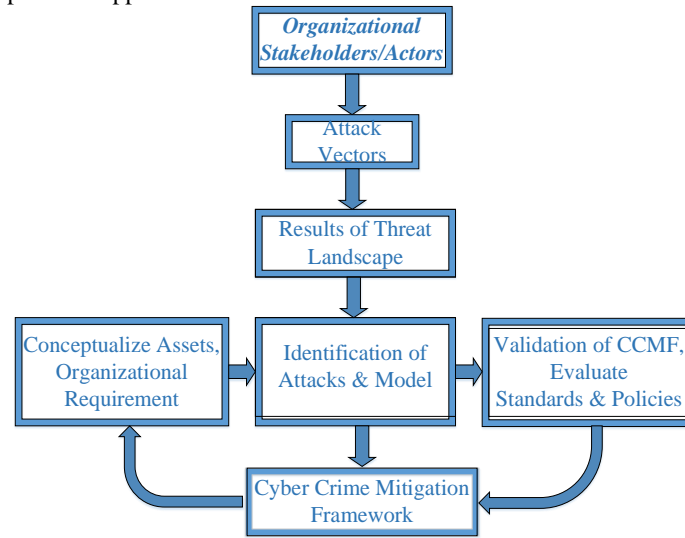 Organizational
Stakeholders/Actors
Attack
Vectors
Results of Threat
Landscape
Conceptualize Assets,
Organizational
Requirement
Identification of
Attacks & Model
Validation of CCMF,
Evaluate
Standards & Policies
Cyber Crime Mitigation
Framework